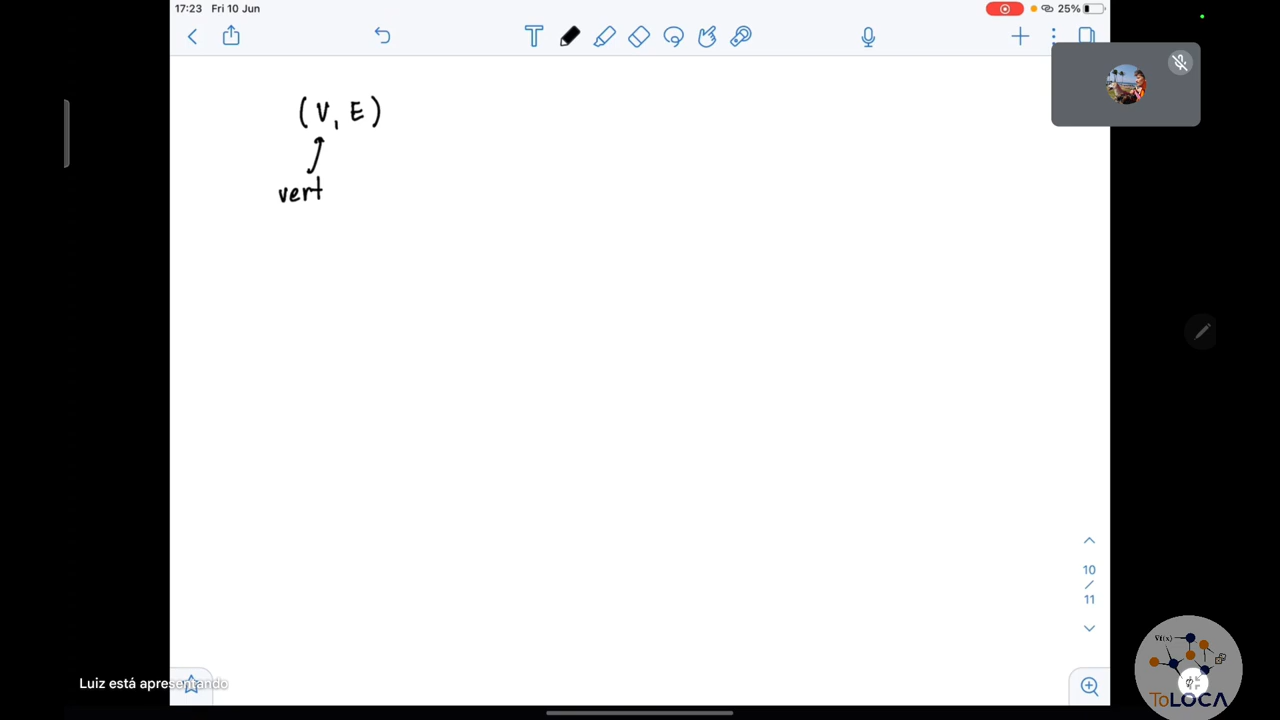 17:23 Fri 10 Jun 25%
T
(V, E)
vert
10
/
11
Luiz está apresentando
∇f(x)
ToLOCA